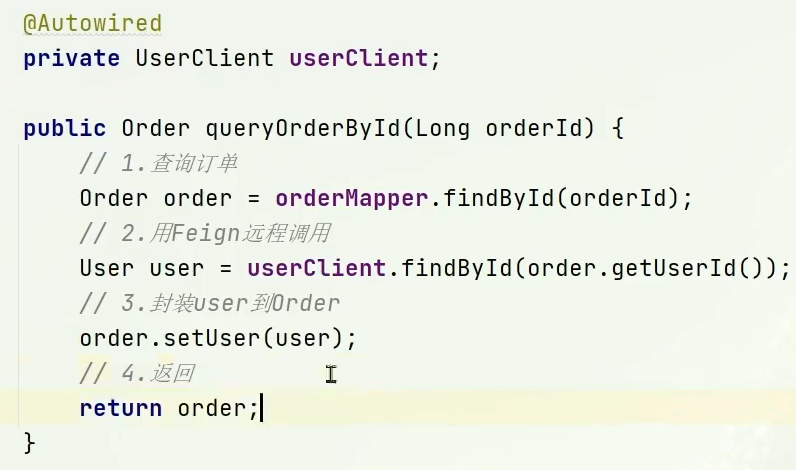 @Autowired
private UserClient userClient;
public Order queryOrderById(Long orderId) {
// 1.查询订单
Order order = orderMapper.findById(orderId);
// 2.用Feign远程调用
User user = userClient.findById(order.getUserId());
// 3.封装user到Order
order.setUser(user);
// 4.返回
return order;
}